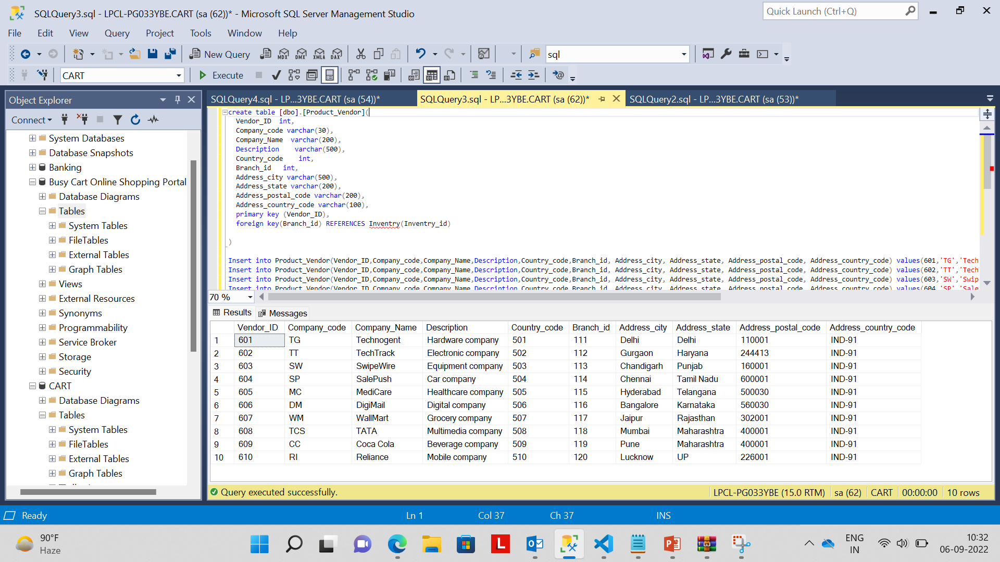 SQLQuery3.sql - LPCL-PG033YBE.CART (sa (62))* - Microsoft SQL Server Management Studio
Quick Launch (Ctrl+Q)
File Edit View Query Project Tools Window Help
New Query MDX DMX XMLA DAX sql
CART Execute
Object Explorer
Connect
System Databases
Database Snapshots
Banking
Busy Cart Online Shopping Portal
Database Diagrams
Tables
System Tables
FileTables
External Tables
Graph Tables
Views
External Resources
Synonyms
Programmability
Service Broker
Storage
Security
CART
Database Diagrams
Tables
System Tables
FileTables
External Tables
Graph Tables
SQLQuery4.sql - LP...3YBE.CART (sa (54))* SQLQuery3.sql - LP...3YBE.CART (sa (62))* SQLQuery2.sql - LP...3YBE.CART (sa (53))*
create table [dbo].[Product_Vendor](
Vendor_ID int,
Company_code varchar(30),
Company_Name varchar(200),
Description varchar(500),
Country_code int,
Branch_id int,
Address_city varchar(500),
Address_state varchar(200),
Address_postal_code varchar(200),
Address_country_code varchar(100),
primary key (Vendor_ID),
foreign key(Branch_id) REFERENCES Inventry(Inventry_id)
)
Insert into Product_Vendor(Vendor_ID,Company_code,Company_Name,Description,Country_code,Branch_id, Address_city, Address_state, Address_postal_code, Address_country_code) values(601,'TG','Tech
Insert into Product_Vendor(Vendor_ID,Company_code,Company_Name,Description,Country_code,Branch_id, Address_city, Address_state, Address_postal_code, Address_country_code) values(602,'TT','Tech
Insert into Product_Vendor(Vendor_ID,Company_code,Company_Name,Description,Country_code,Branch_id, Address_city, Address_state, Address_postal_code, Address_country_code) values(603,'SW','Swip
Insert into Product_Vendor(Vendor_ID,Company_code,Company_Name,Description,Country_code,Branch_id, Address_city, Address_state, Address_postal_code, Address_country_code) values(604,'SP','Sale
70 %
Results Messages
Vendor_ID Company_code Company_Name Description Country_code Branch_id Address_city Address_state Address_postal_code Address_country_code
1 601 TG Technogent Hardware company 501 111 Delhi Delhi 110001 IND-91
2 602 TT TechTrack Electronic company 502 112 Gurgaon Haryana 244413 IND-91
3 603 SW SwipeWire Equipment company 503 113 Chandigarh Punjab 160001 IND-91
4 604 SP SalePush Car company 504 114 Chennai Tamil Nadu 600001 IND-91
5 605 MC MediCare Healthcare company 505 115 Hyderabad Telangana 500030 IND-91
6 606 DM DigiMail Digital company 506 116 Bangalore Karnataka 560030 IND-91
7 607 WM WallMart Grocery company 507 117 Jaipur Rajasthan 302001 IND-91
8 608 TCS TATA Multimedia company 508 118 Mumbai Maharashtra 400001 IND-91
9 609 CC Coca Cola Beverage company 509 119 Pune Maharashtra 400001 IND-91
10 610 RI Reliance Mobile company 510 120 Lucknow UP 226001 IND-91
Query executed successfully. LPCL-PG033YBE (15.0 RTM) sa (62) CART 00:00:00 10 rows
Ready Ln 1 Col 37 Ch 37 INS
90°F
Haze
L
ENG
IN
10:32
06-09-2022